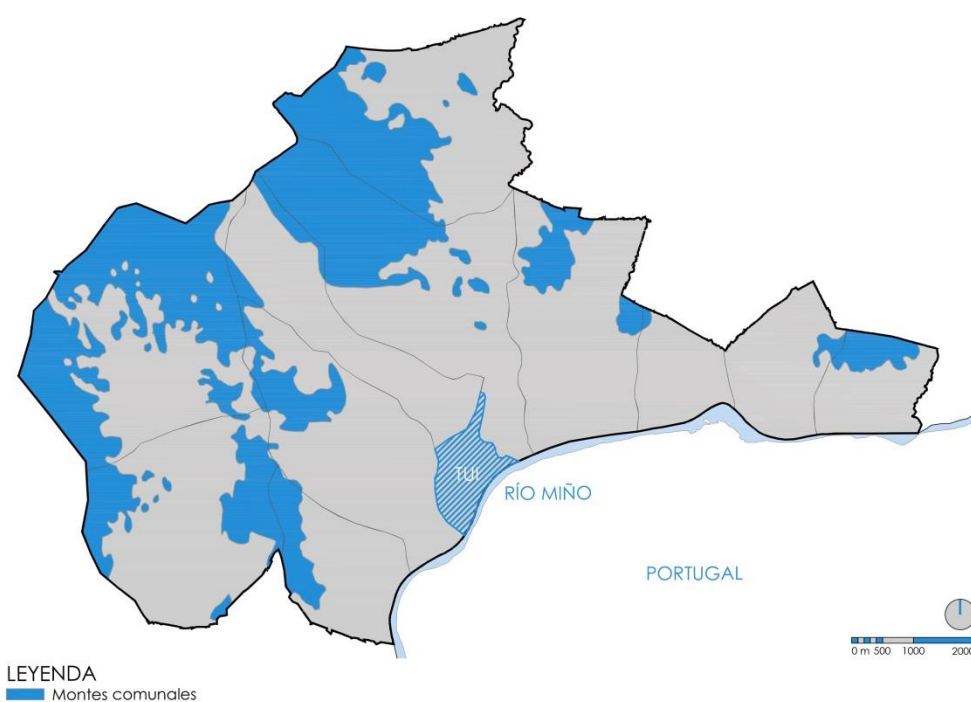 TUI
RÍO MIÑO
PORTUGAL
0 m 500 1000 2000
LEYENDA
Montes comunales